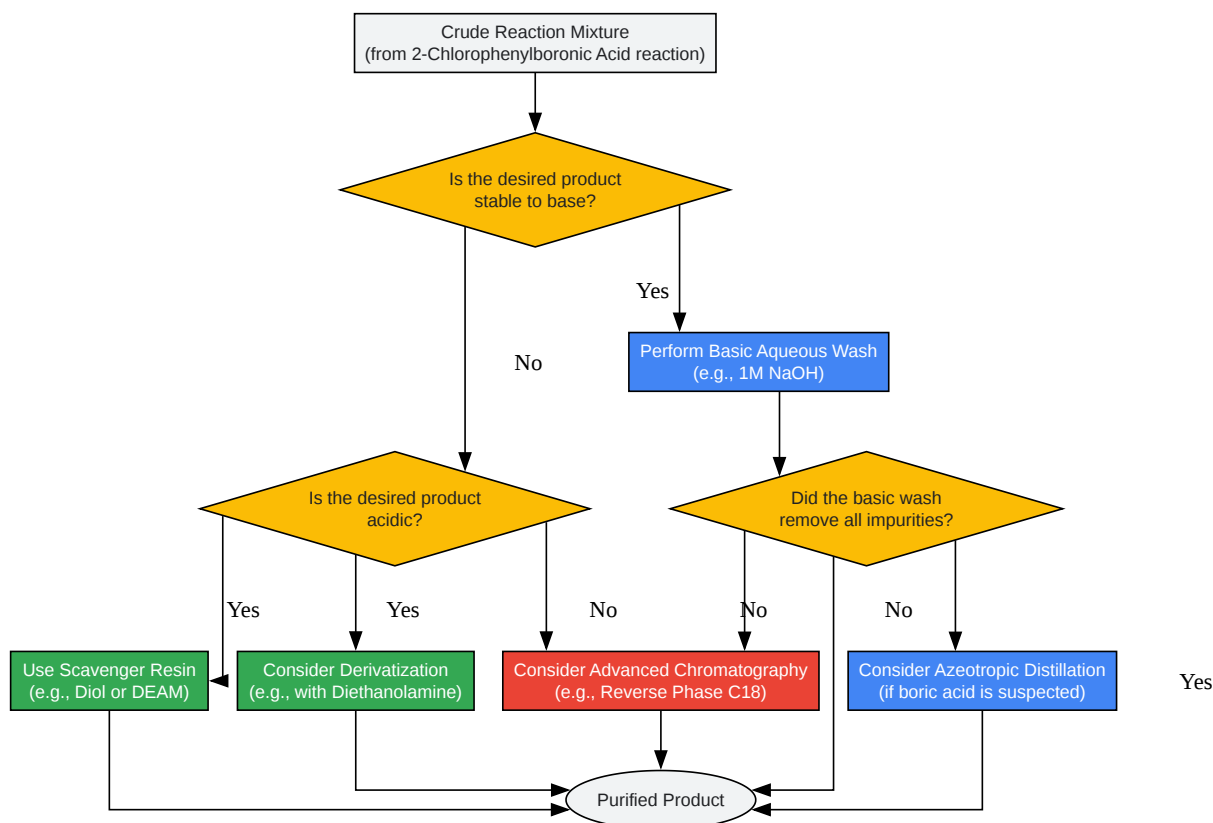 Crude Reaction Mixture
(from 2-Chlorophenylboronic Acid reaction)
Is the desired product
stable to base?
Yes
Perform Basic Aqueous Wash
(e.g., 1M NaOH)
No
Is the desired product
acidic?
Did the basic wash
remove all impurities?
Yes
Yes
No
No
No
Use Scavenger Resin
(e.g., Diol or DEAM)
Consider Derivatization
(e.g., with Diethanolamine)
Consider Advanced Chromatography
(e.g., Reverse Phase C18)
Consider Azeotropic Distillation
(if boric acid is suspected)
Yes
Purified Product